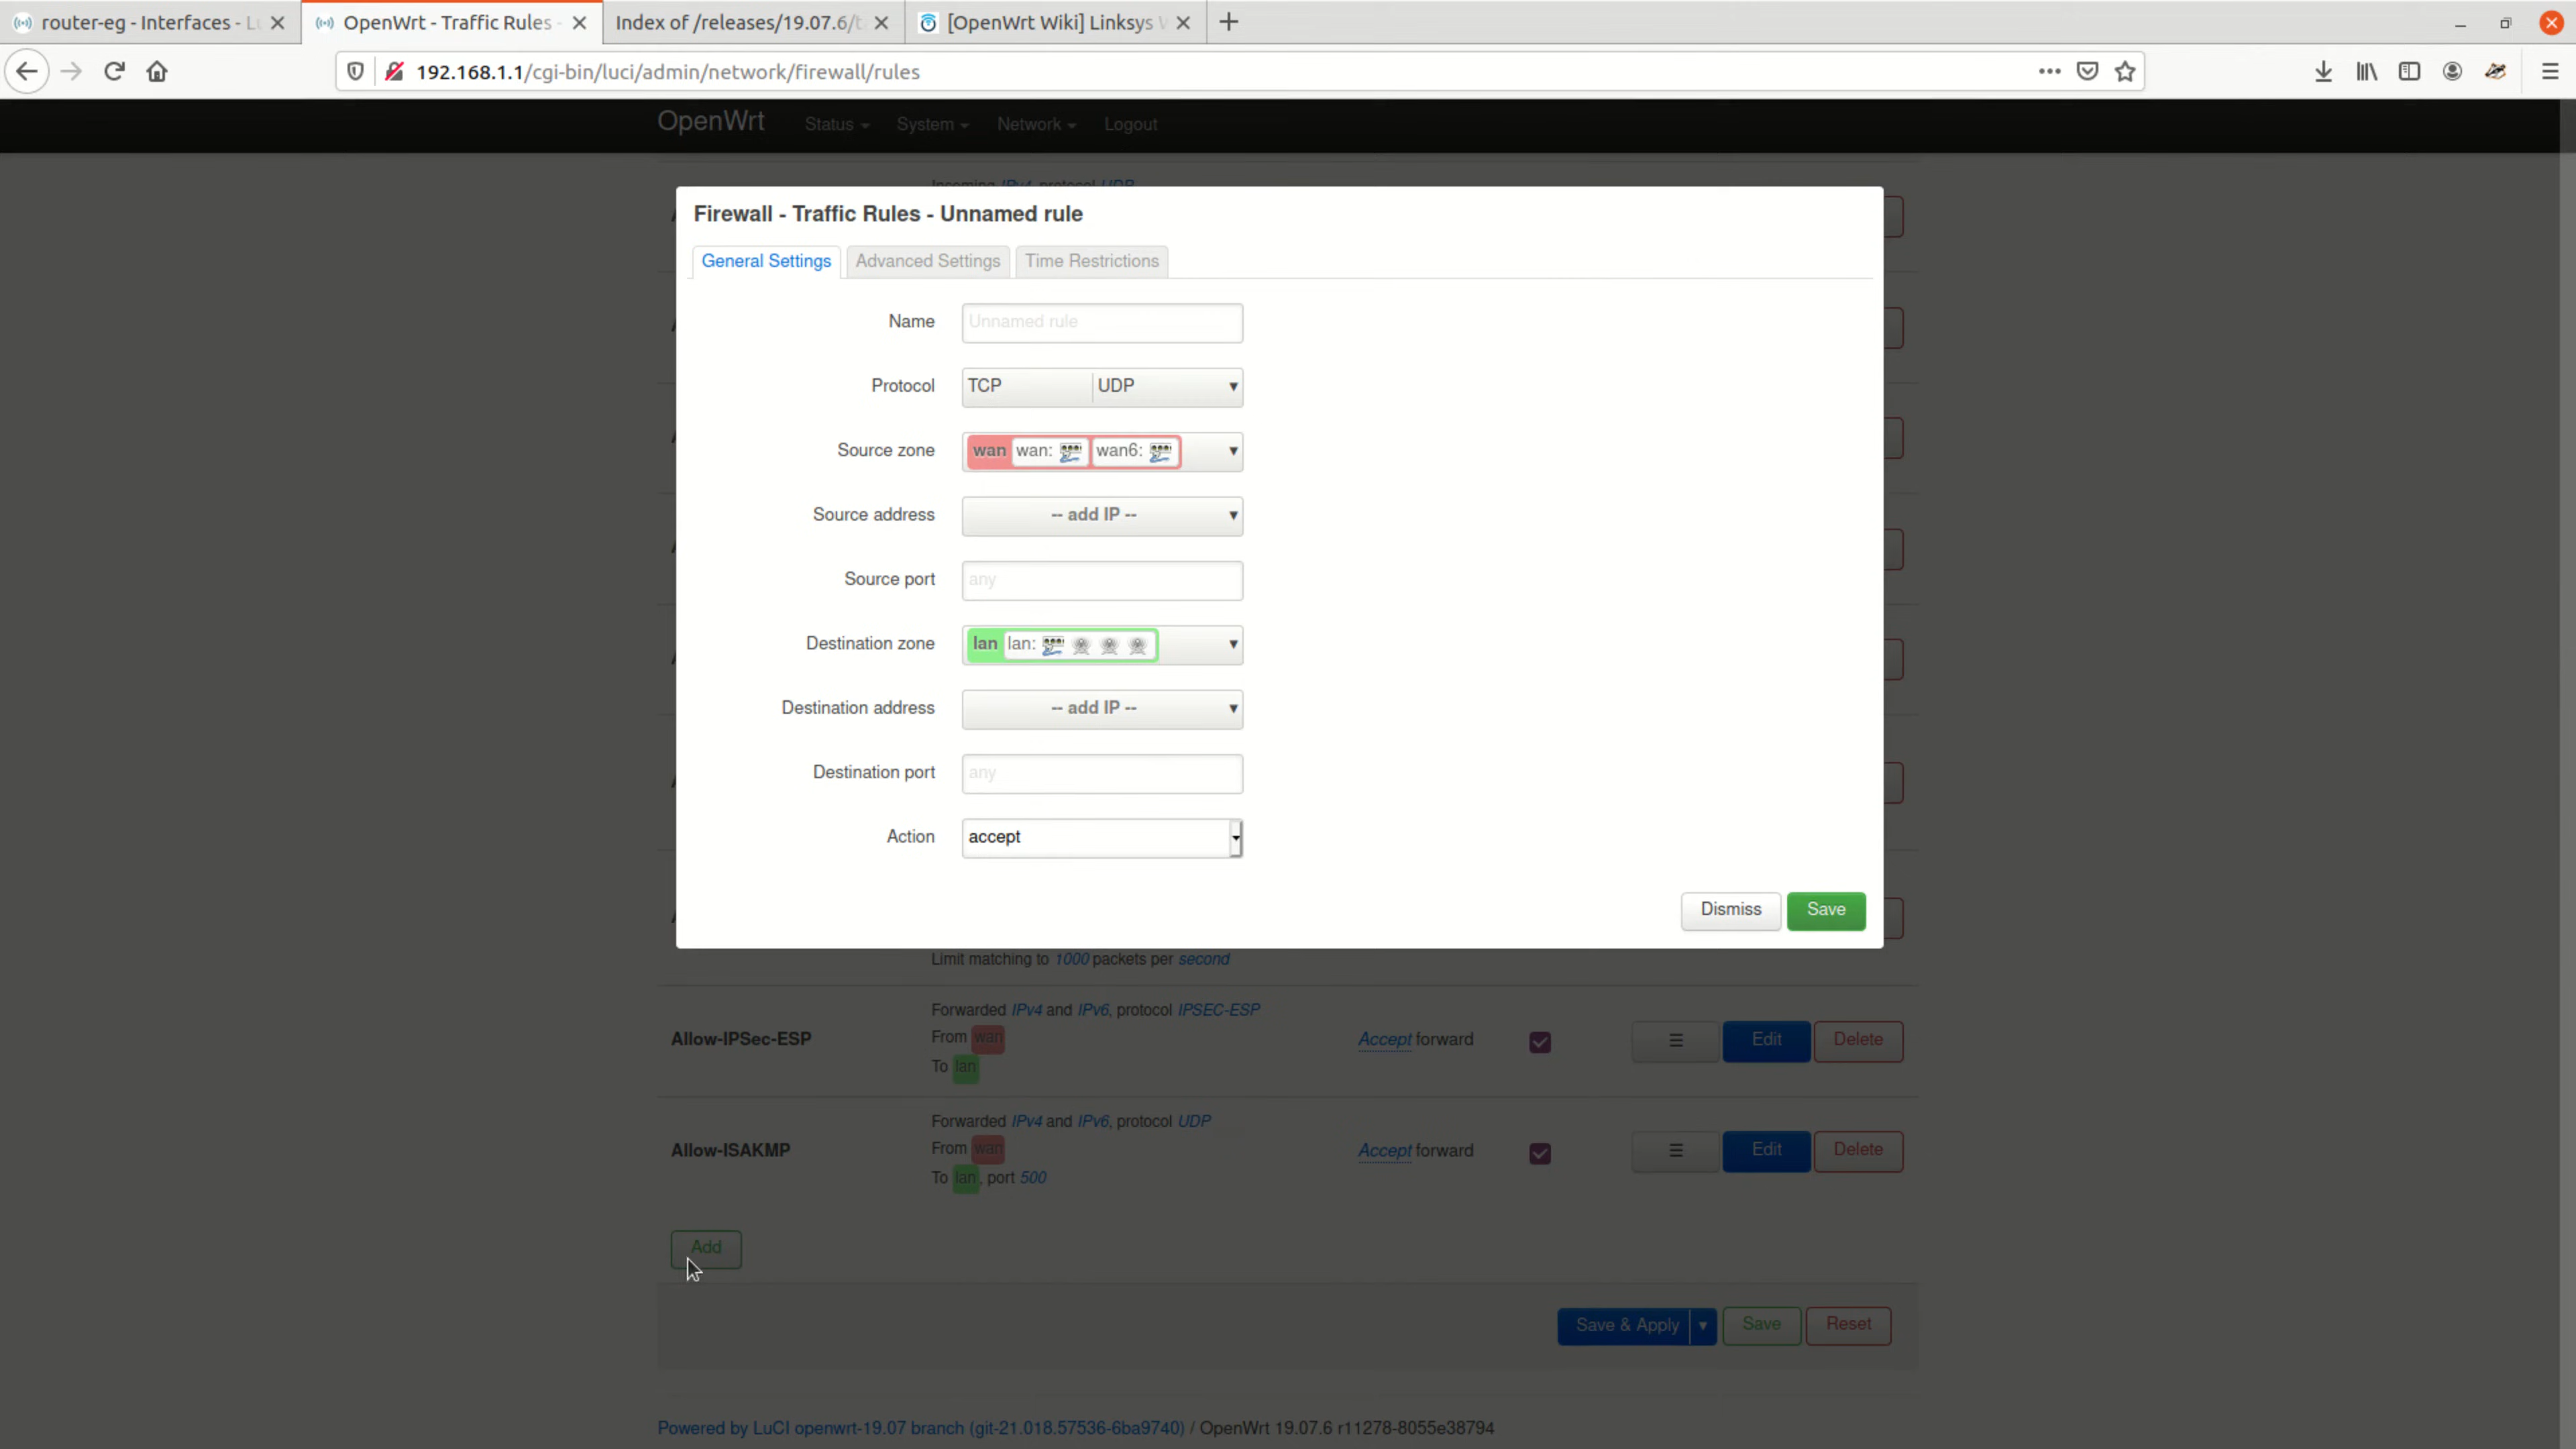 router-eg - Interfaces - L
OpenWrt - Traffic Rules -
Index of /releases/19.07.6/t
[OpenWrt Wiki] Linksys
192.168.1.1/cgi-bin/luci/admin/network/firewall/rules
OpenWrt
Status
System
Network
Logout
Incoming IPv4, protocol UDP
Firewall - Traffic Rules - Unnamed rule
General Settings
Advanced Settings
Time Restrictions
Name
Unnamed rule
Protocol
TCP
UDP
Source zone
wan wan: wan6:
Source address
-- add IP --
Source port
any
Destination zone
lan lan:
Destination address
-- add IP --
Destination port
any
Action
accept
Dismiss
Save
Limit matching to 1000 packets per second
Allow-IPSec-ESP
Forwarded IPv4 and IPv6, protocol IPSEC-ESP
From wan
To lan
Accept forward
Edit
Delete
Allow-ISAKMP
Forwarded IPv4 and IPv6, protocol UDP
From wan
To lan, port 500
Accept forward
Edit
Delete
Add
Save & Apply
Save
Reset
Powered by LuCI openwrt-19.07 branch (git-21.018.57536-6ba9740) / OpenWrt 19.07.6 r11278-8055e38794